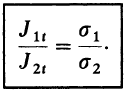 J_{1t} / J_{2t} = σ_1 / σ_2.